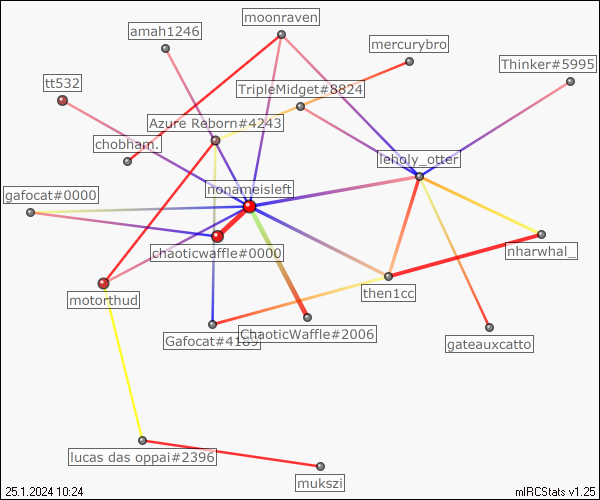 moonraven
amah1246
mercurybro
Thinker#5995
tt532
TripleMidget#8824
Azure Reborn#4243
chobham.
leholy_otter
nonameisleft
gafocat#0000
chaoticwaffle#0000
nharwhal_
then1cc
motorthud
ChaoticWaffle#2006
Gafocat#4189
gateauxcatto
lucas das oppai#2396
mukszi
25.1.2024 10:24
mIRCStats v1.25